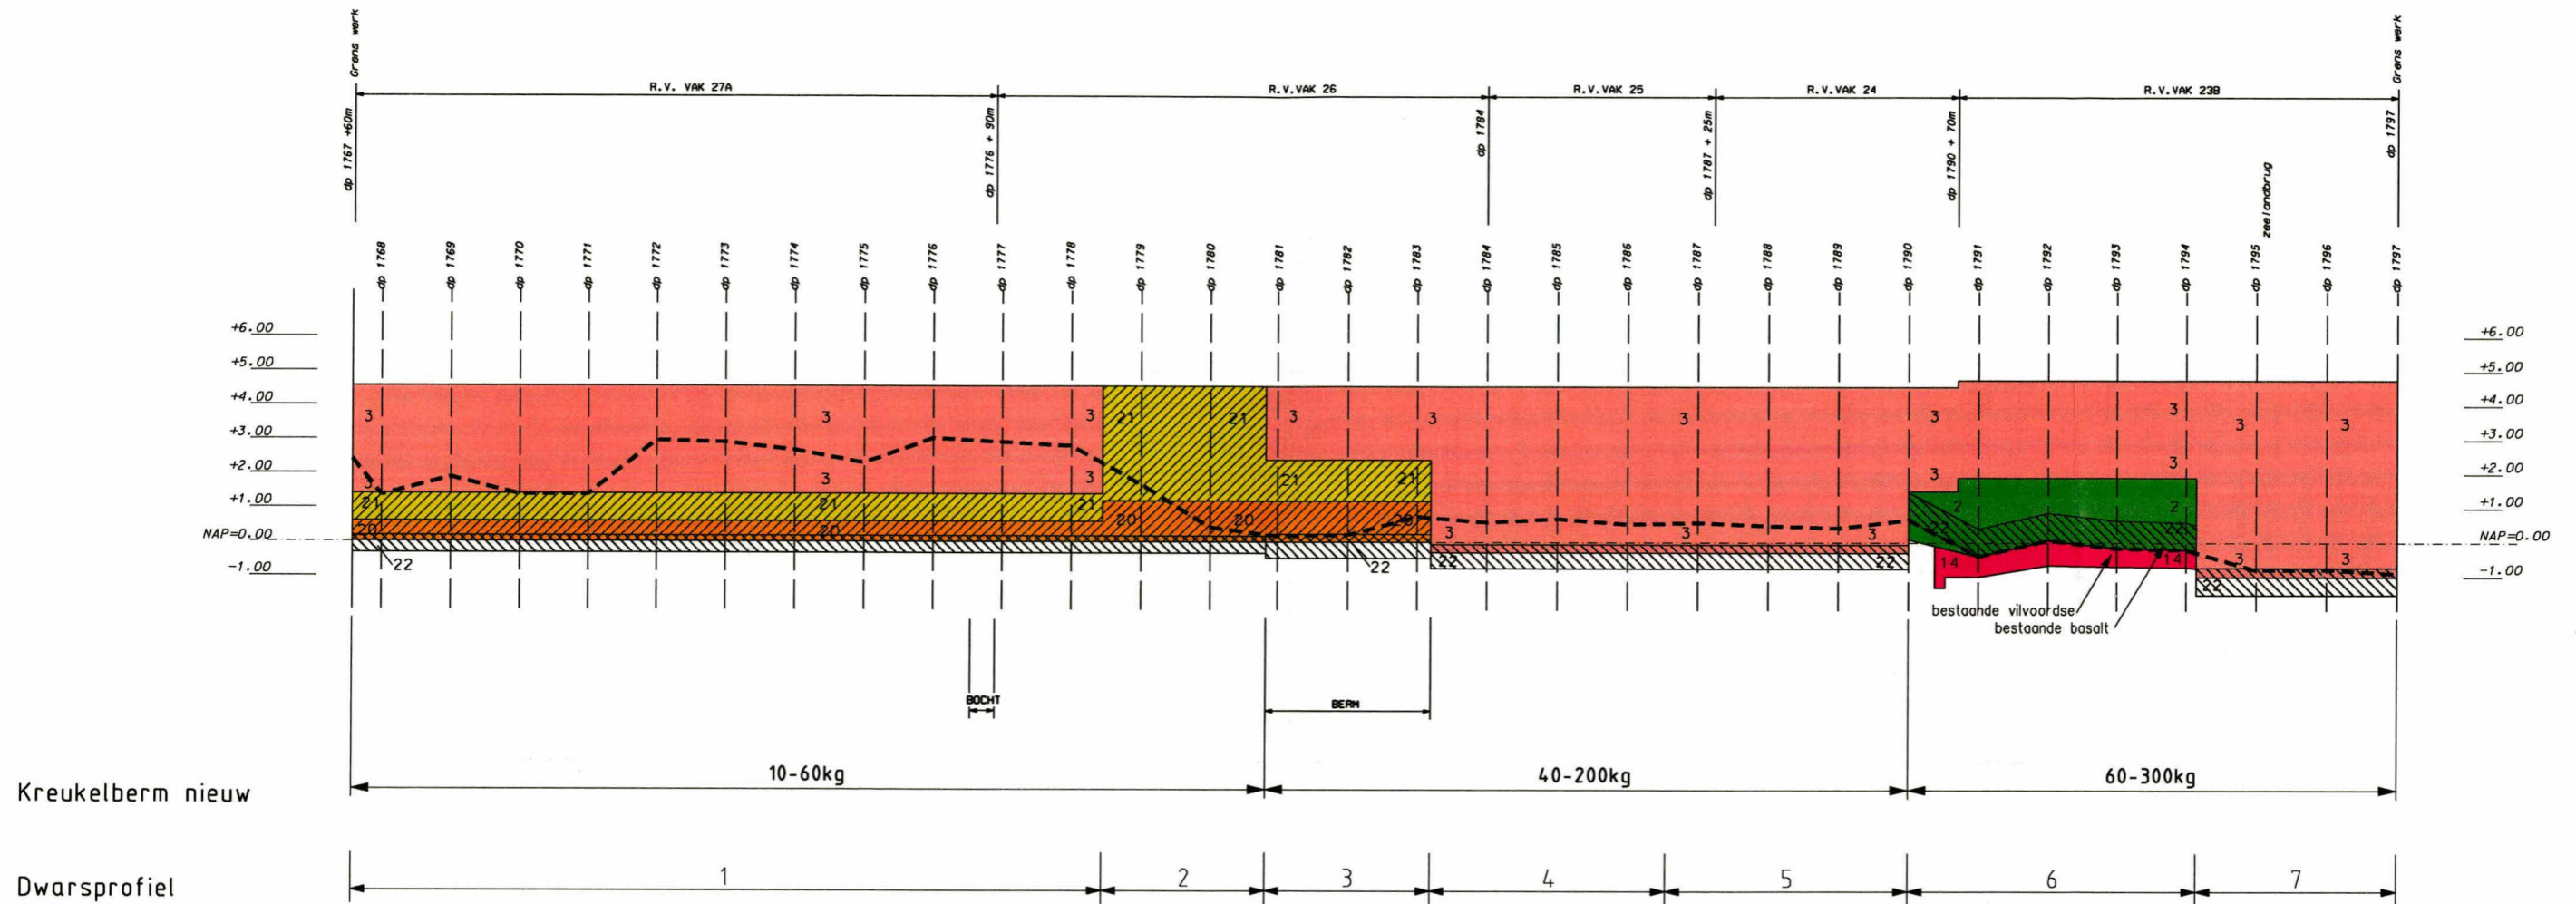 Grens werk
Grens werk
R.V. VAK 27A
R.V.VAK 26
R.V.VAK 25
R.V.VAK 24
R.V.VAK 23B
dp 1767 +60m
dp 1776 + 90m
dp 1784
dp 1787 + 25m
dp 1790 + 70m
dp 1797
zeelandbrug
dp 1768
dp 1769
dp 1770
dp 1771
dp 1772
dp 1773
dp 1774
dp 1775
dp 1776
dp 1777
dp 1778
dp 1779
dp 1780
dp 1781
dp 1782
dp 1783
dp 1784
dp 1785
dp 1786
dp 1787
dp 1788
dp 1789
dp 1790
dp 1791
dp 1792
dp 1793
dp 1794
dp 1795
dp 1796
dp 1797
+6.00 +6.00
+5.00 +5.00
+4.00 +4.00
3 3 3 21 21 3 3 3 3 3 3 3
+3.00 +3.00
+2.00 +2.00
3 3 3 21 21 3 3
+1.00 +1.00
21 21 21 2 2
20 20 20 20 20 22 22
NAP=0.00 NAP=0.00
3 3 3 3 3
-1.00 -1.00
22 22 22 22 14 14 22
bestaande vilvoordse
bestaande basalt
BOCHT
BERM
Kreukelberm nieuw
10-60kg 40-200kg 60-300kg
Dwarsprofiel
1 2 3 4 5 6 7